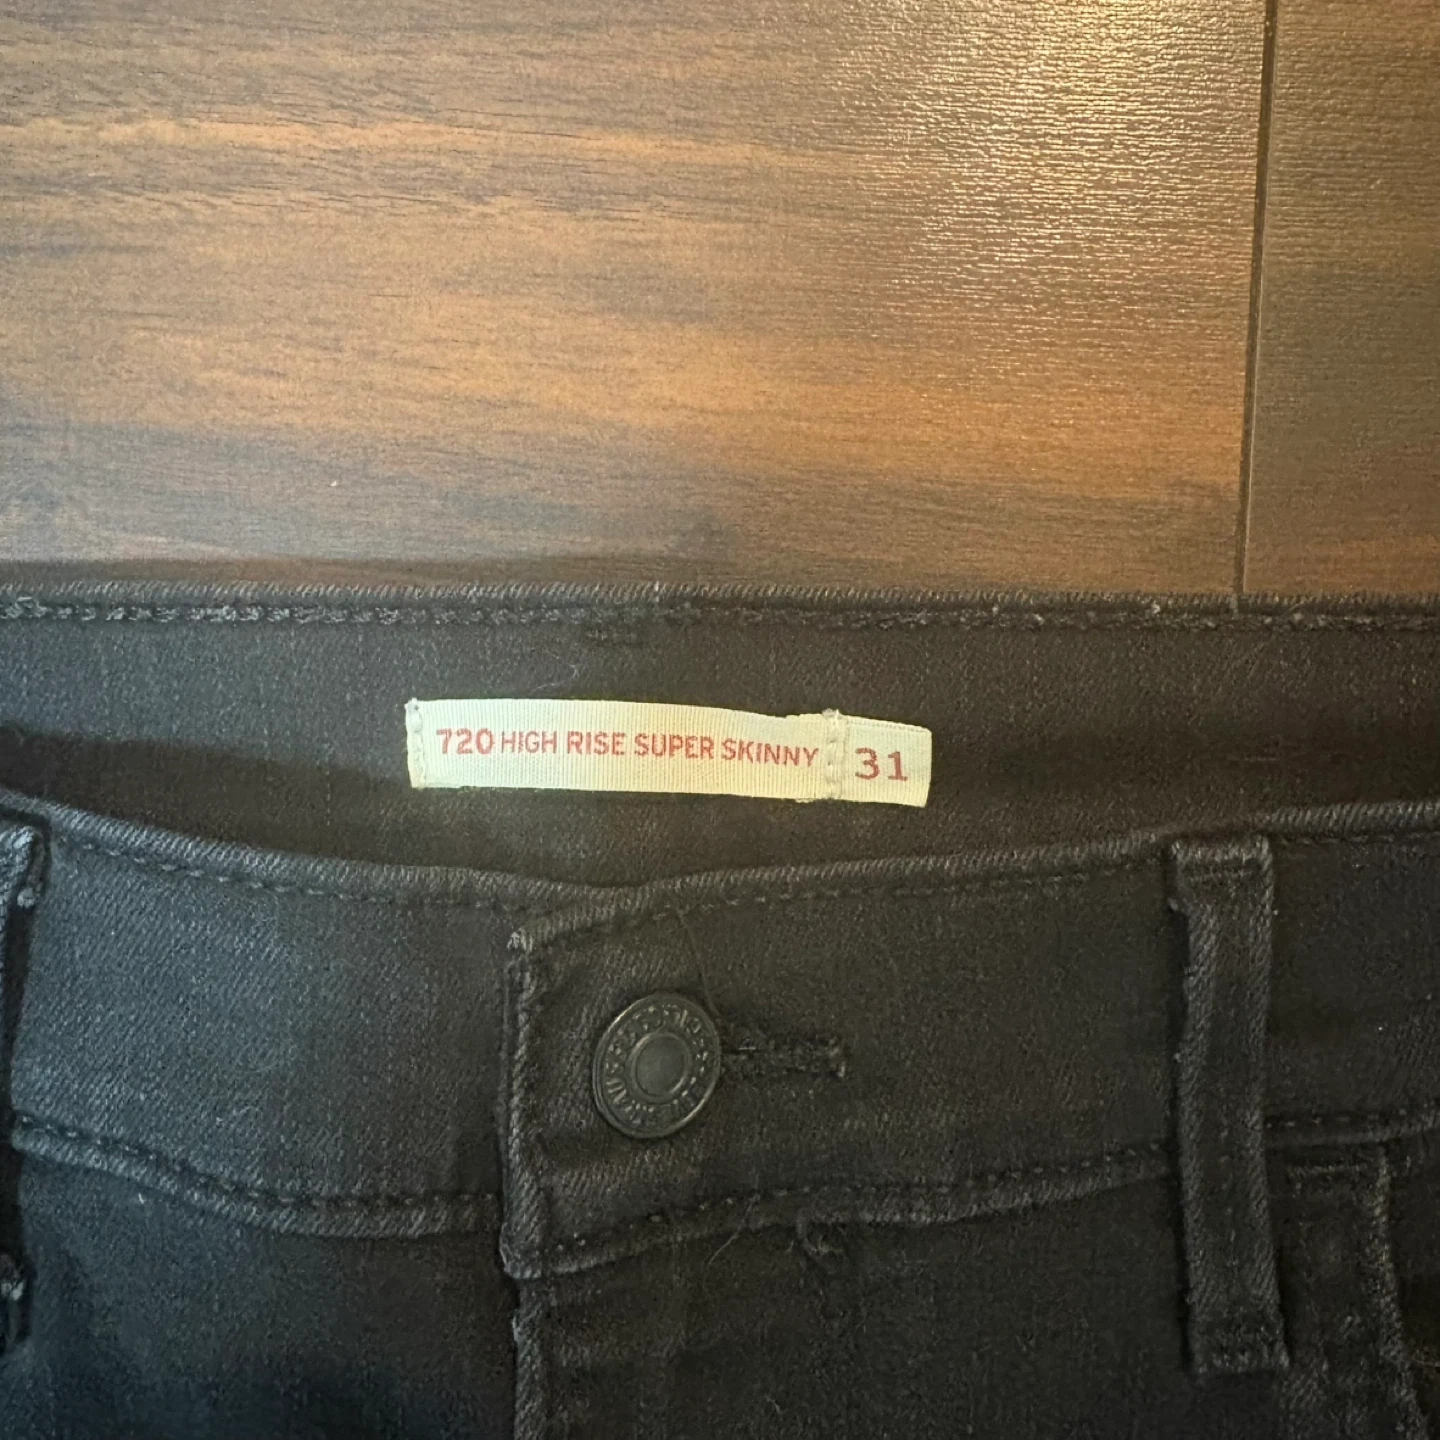 720 HIGH RISE SUPER SKINNY 31